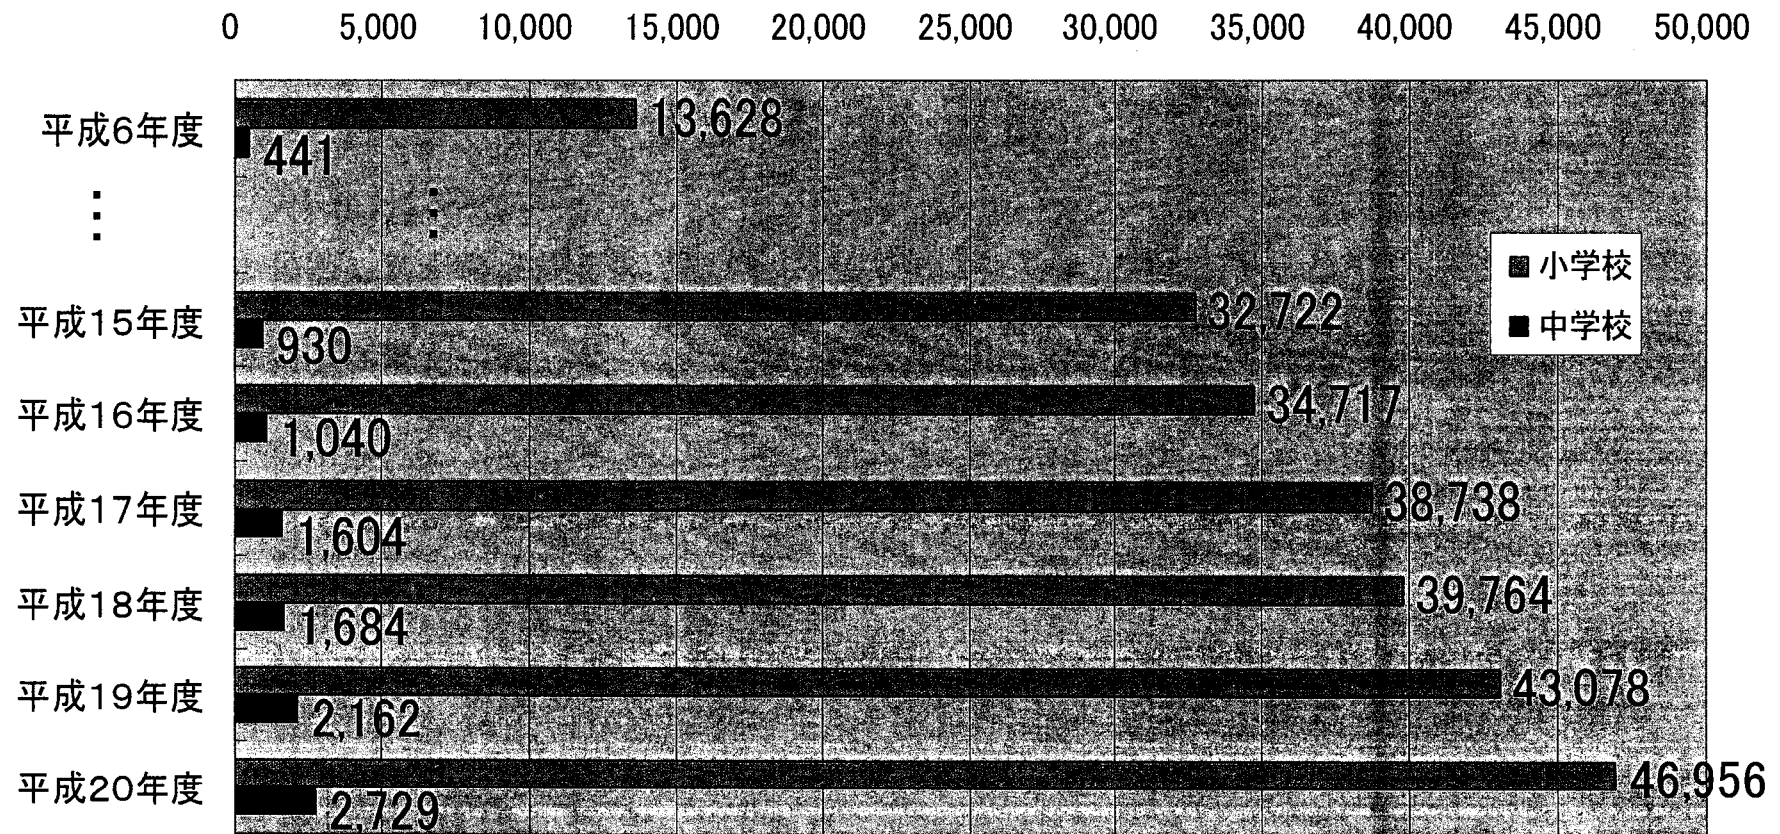 0 5,000 10,000 15,000 20,000 25,000 30,000 35,000 40,000 45,000 50,000
平成6年度
13,628
441
⋮ ⋮
小学校
中学校
平成15年度
32,722
930
平成16年度
34,717
1,040
平成17年度
38,738
1,604
平成18年度
39,764
1,684
平成19年度
43,078
2,162
平成20年度
46,956
2,729